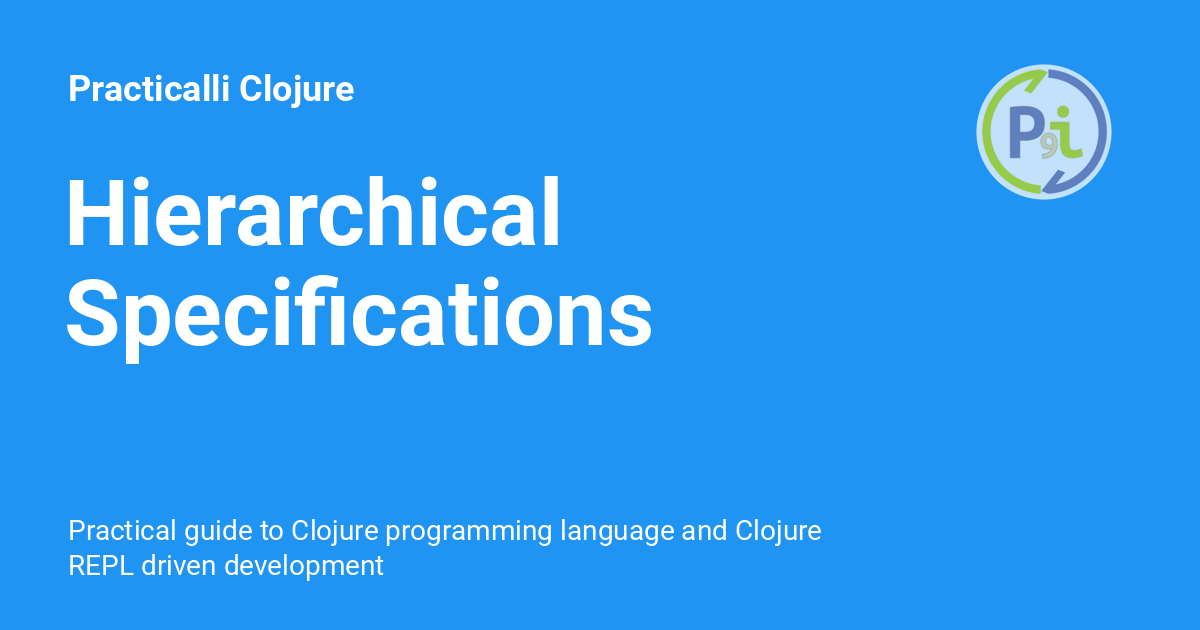 Practicalli Clojure
P9i
Hierarchical
Specifications
Practical guide to Clojure programming language and Clojure
REPL driven development